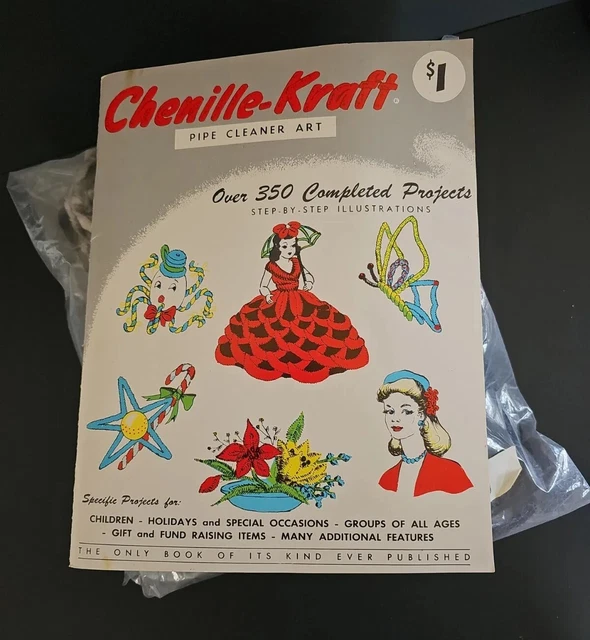 $1
Chenille-Kraft®
PIPE CLEANER ART
Over 350 Completed Projects
STEP-BY-STEP ILLUSTRATIONS
Specific Projects for:
CHILDREN - HOLIDAYS and SPECIAL OCCASIONS - GROUPS OF ALL AGES
- GIFT and FUND RAISING ITEMS - MANY ADDITIONAL FEATURES
THE ONLY BOOK OF ITS KIND EVER PUBLISHED